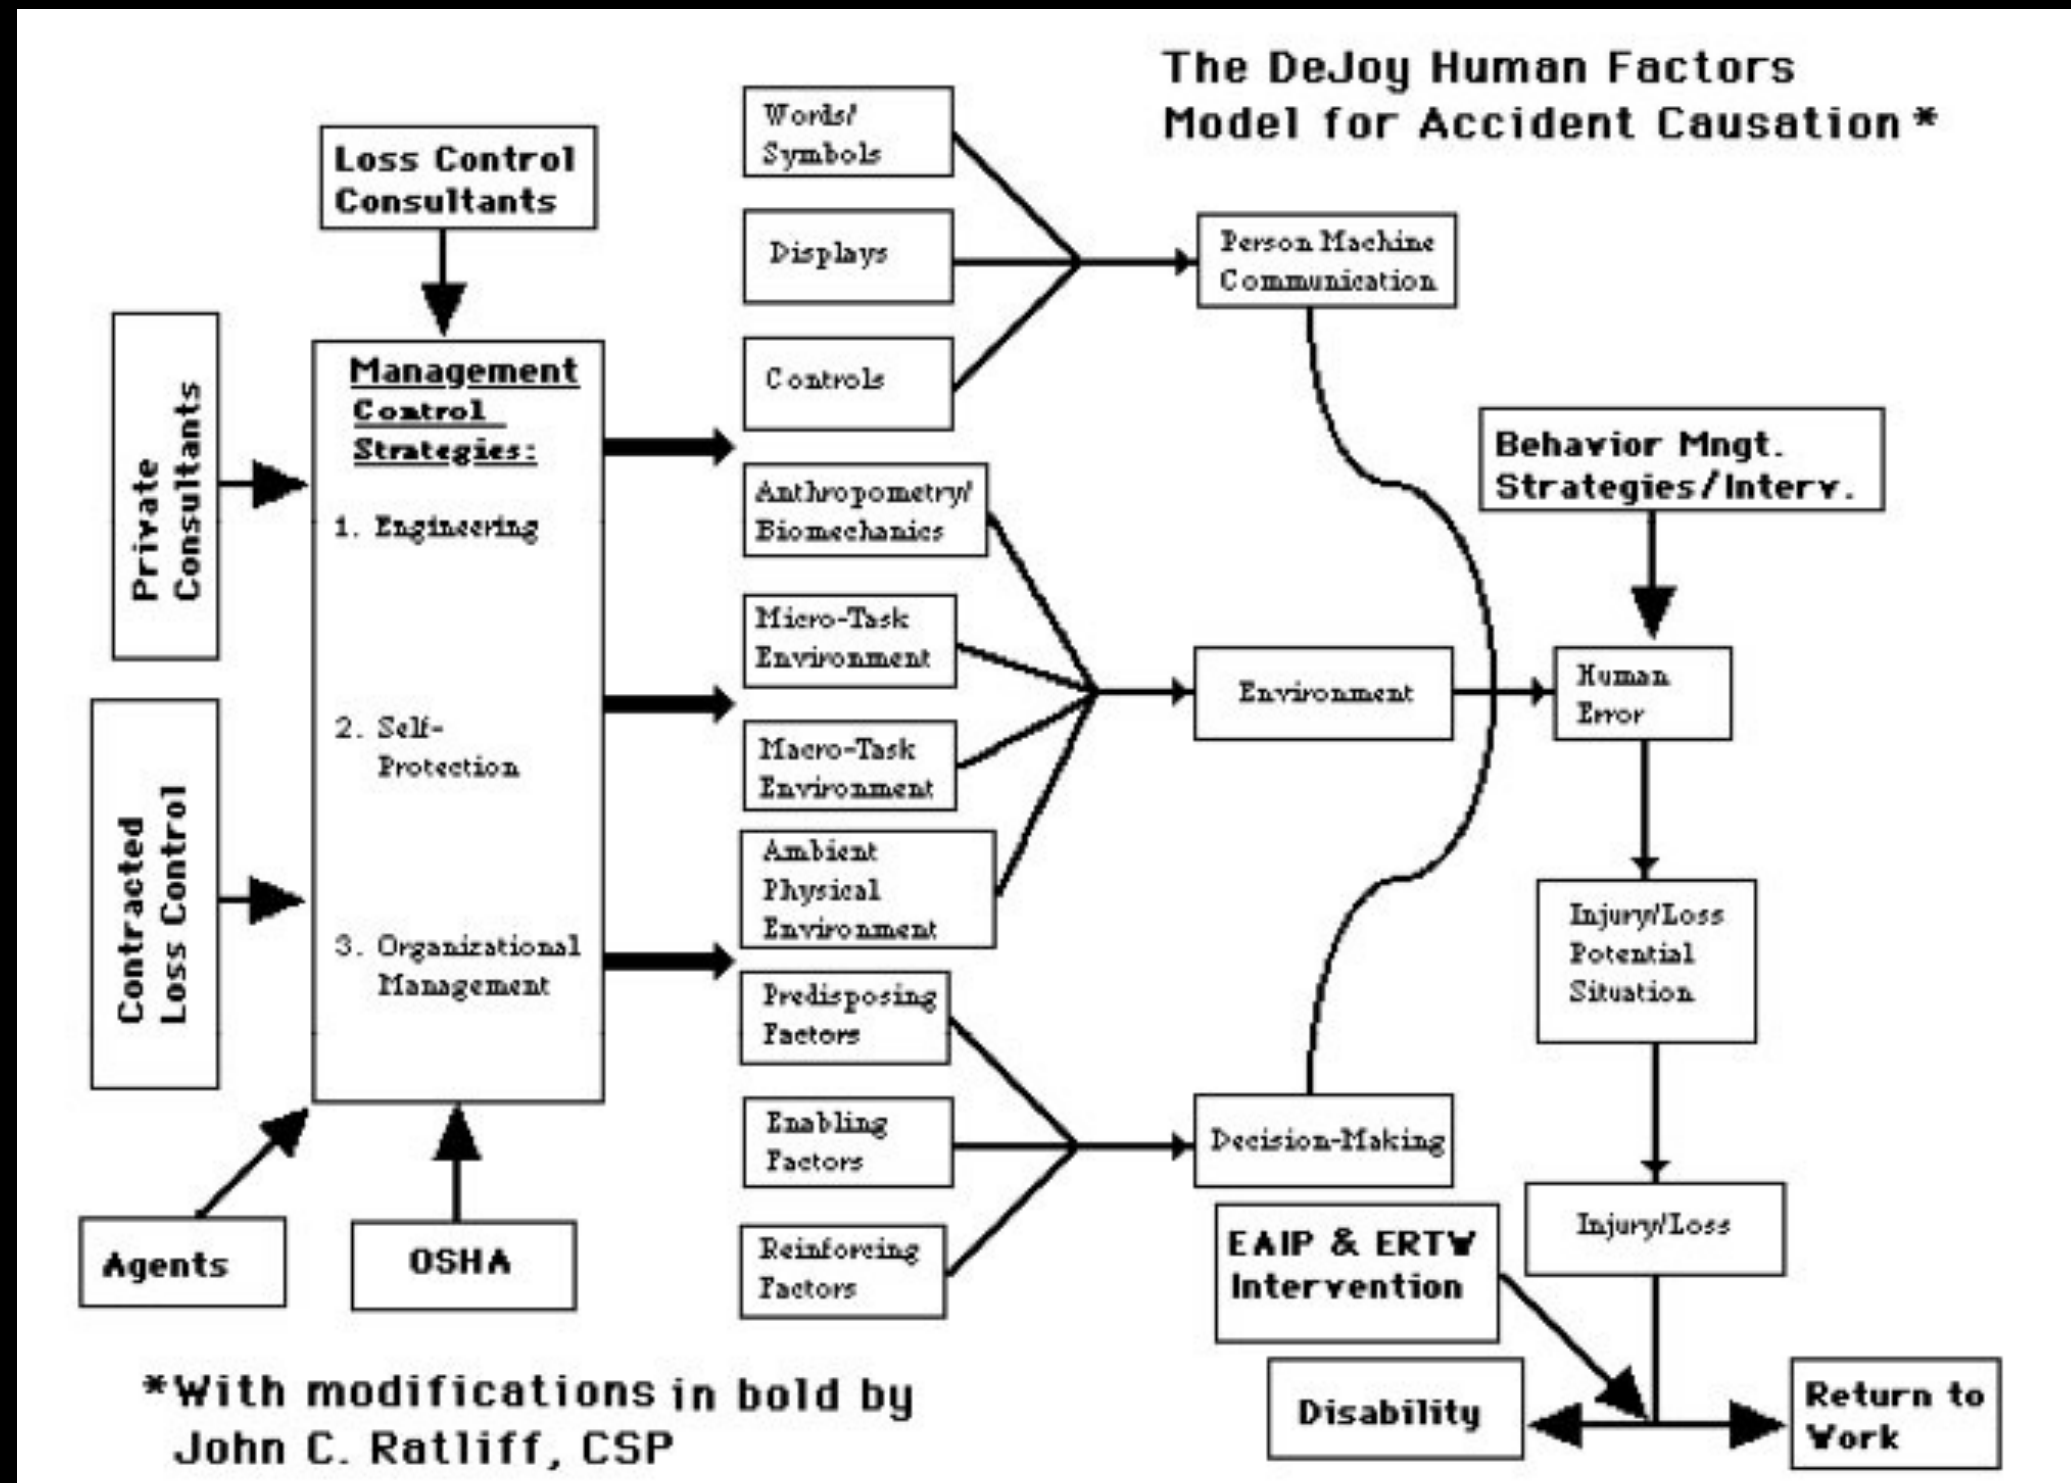 The DeJoy Human Factors
Model for Accident Causation *
Loss Control
Consultants
Private
Consultants
Contracted
Loss Control
Agents
OSHA
Management
Control
Strategies:
1. Engineering
2. Self-
Protection
3. Organizational
Management
Words/
Symbols
Displays
Controls
Anthropometry/
Biomechanics
Micro-Task
Environment
Macro-Task
Environment
Ambient
Physical
Environment
Predisposing
Factors
Enabling
Factors
Reinforcing
Factors
Person Machine
Communication
Environment
Decision-Making
Behavior Mngt.
Strategies/Interv.
Human
Error
Injury/Loss
Potential
Situation
Injury/Loss
EAIP & ERTW
Intervention
Disability
Return to
Work
*With modifications in bold by
John C. Ratliff, CSP